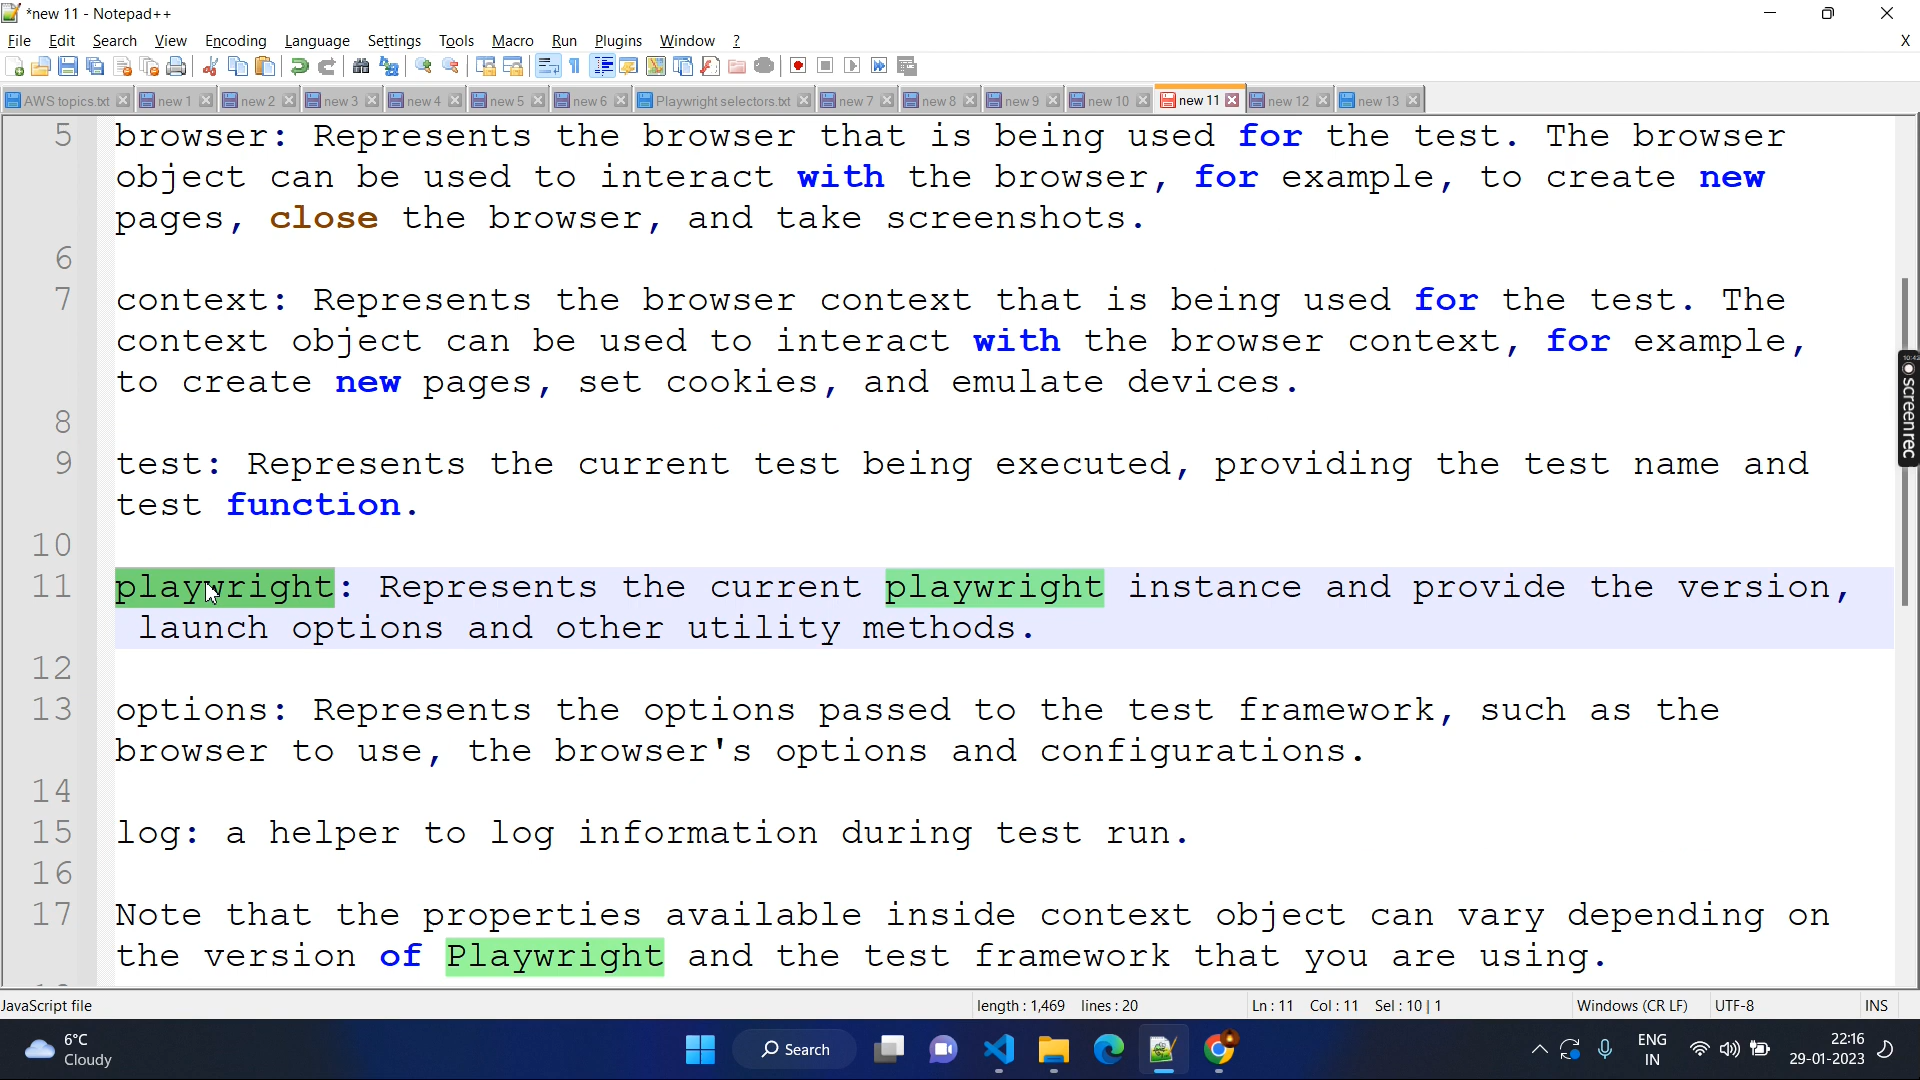 *new 11 - Notepad++
File Edit Search View Encoding Language Settings Tools Macro Run Plugins Window ?
X
AWS topics.txt new 1 new 2 new 3 new 4 new 5 new 6 Playwright selectors.txt new 7 new 8 new 9 new 10 new 11 new 12 new 13
5 browser: Represents the browser that is being used for the test. The browser
object can be used to interact with the browser, for example, to create new
pages, close the browser, and take screenshots.
6
7 context: Represents the browser context that is being used for the test. The
context object can be used to interact with the browser context, for example,
to create new pages, set cookies, and emulate devices.
8
9 test: Represents the current test being executed, providing the test name and
test function.
10
11 playwright: Represents the current playwright instance and provide the version,
launch options and other utility methods.
12
13 options: Represents the options passed to the test framework, such as the
browser to use, the browser's options and configurations.
14
15 log: a helper to log information during test run.
16
17 Note that the properties available inside context object can vary depending on
the version of Playwright and the test framework that you are using.
screenrec
JavaScript file length : 1,469 lines : 20 Ln : 11 Col : 11 Sel : 10 | 1 Windows (CR LF) UTF-8 INS
6°C
Cloudy
Search
ENG
IN
22:16
29-01-2023